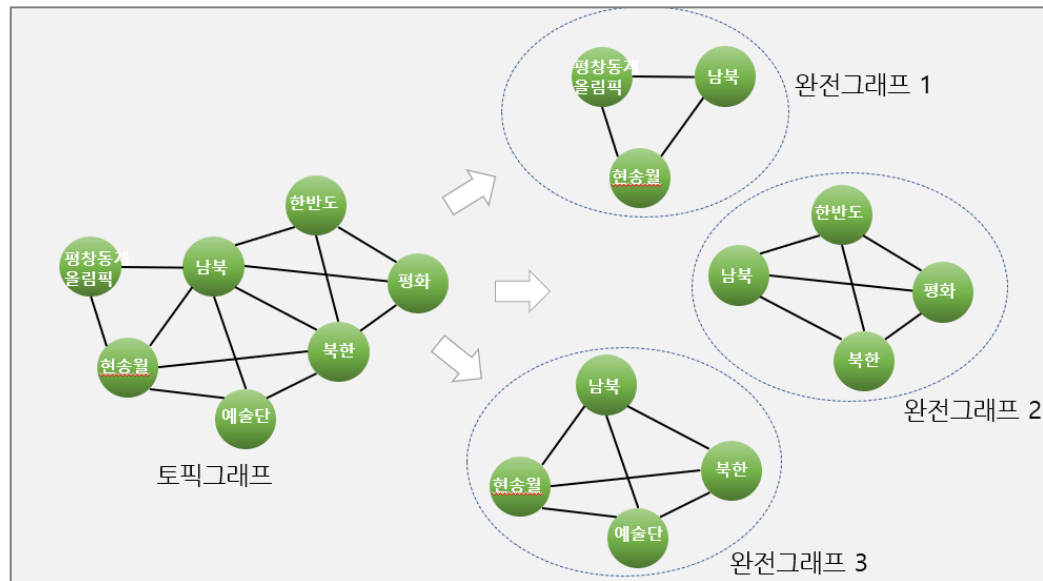 평창동계
올림픽
남북
현송월
완전그래프 1
한반도
평창동계
올림픽
남북
평화
북한
현송월
예술단
토픽그래프
한반도
남북
평화
북한
완전그래프 2
남북
현송월
북한
예술단
완전그래프 3